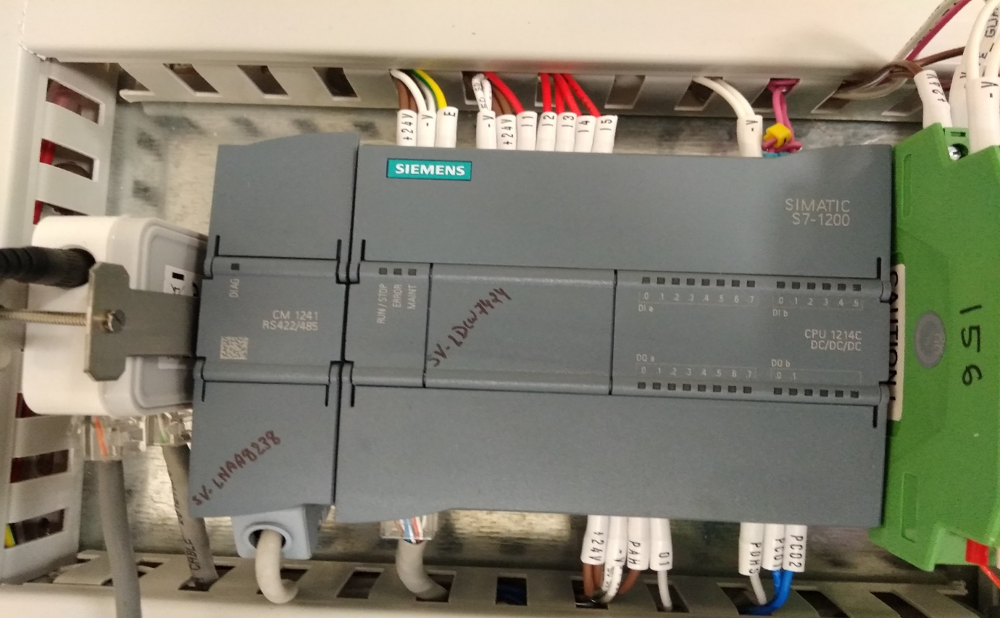 +24V
-V
E
-V
+24V
I1
I2
I3
I4
I5
-V
+24V
-V
SIEMENS
SIMATIC
S7-1200
DIAG
CM 1241
RS422/485
RUN / STOP
ERROR
MAINT
SV-LDCW7424
.0 .1 .2 .3 .4 .5 .6 .7
DI a
.0 .1 .2 .3 .4 .5
DI b
CPU 1214C
DC/DC/DC
DQ a
.0 .1 .2 .3 .4 .5 .6 .7
DQ b
.0 .1
CAUTION
156
SV-LNAA8238
CABLE
+24V
-V
PAH
01
PDHS
PCO1
PCO2